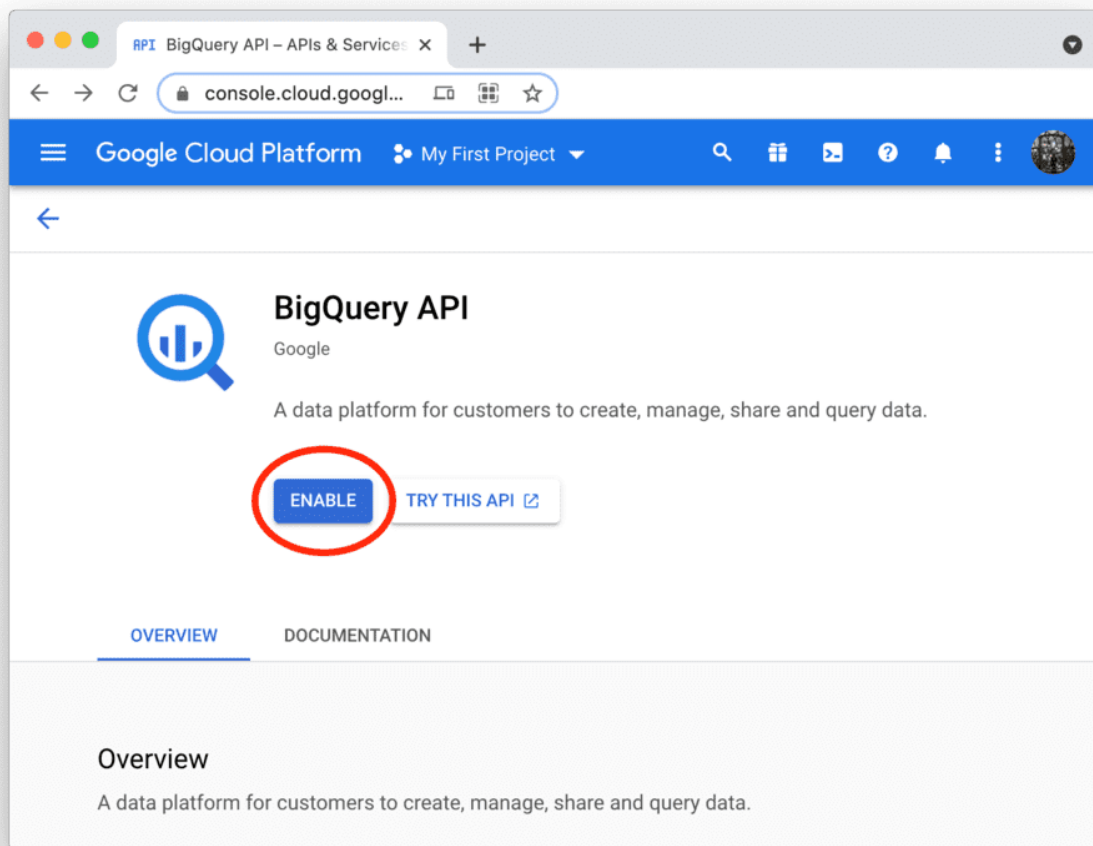 API BigQuery API – APIs & Services
console.cloud.googl...
Google Cloud Platform My First Project
BigQuery API
Google
A data platform for customers to create, manage, share and query data.
ENABLE TRY THIS API
OVERVIEW DOCUMENTATION
Overview
A data platform for customers to create, manage, share and query data.